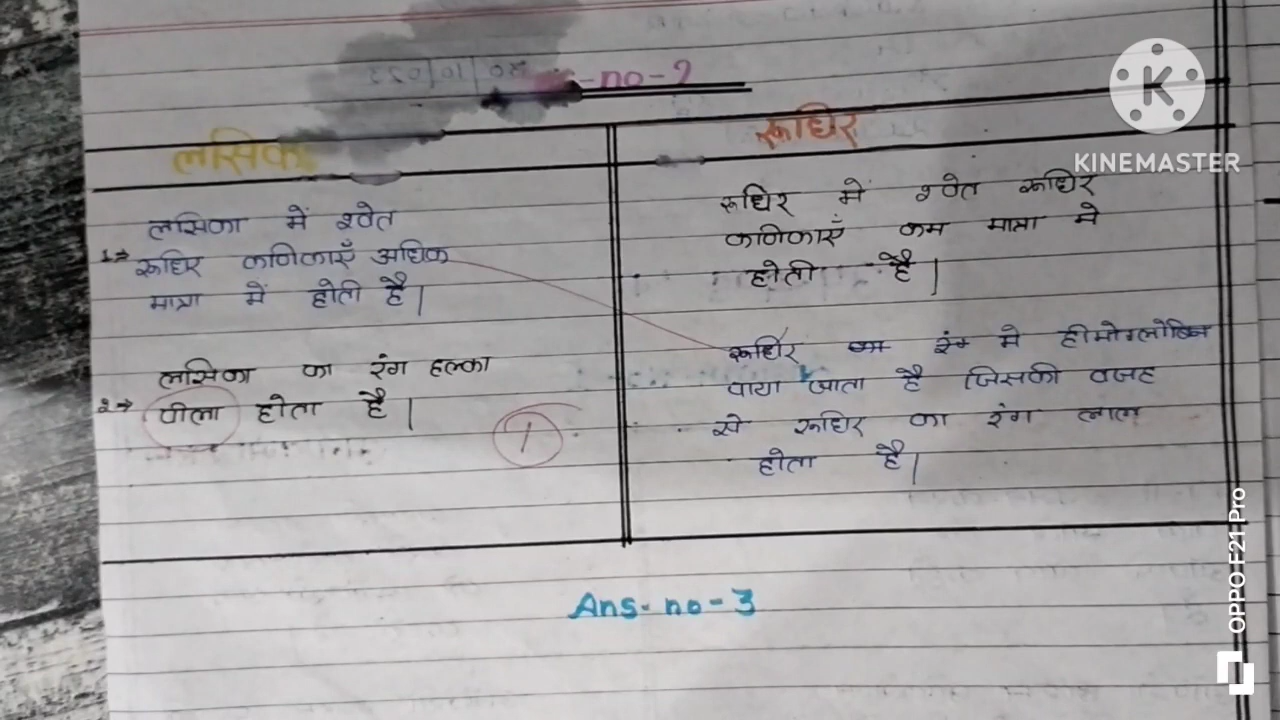 -no-2
लसिका
रूधिर
लसिका में श्वेत
1⇒ रूधिर कणिकाएँ अधिक
मात्रा में होती है|
रूधिर में श्वेत रूधिर
कणिकाएँ कम मात्रा मे
होती है|
लसिका का रंग हल्का
2⇒ पीला होता है|
1
रूधिर का रंग मे हीमोग्लोबिन
पाया जाता है जिसकी वजह
से रूधिर का रंग लाल
होता है|
Ans- no - 3
K
KINEMASTER
OPPO F21 Pro